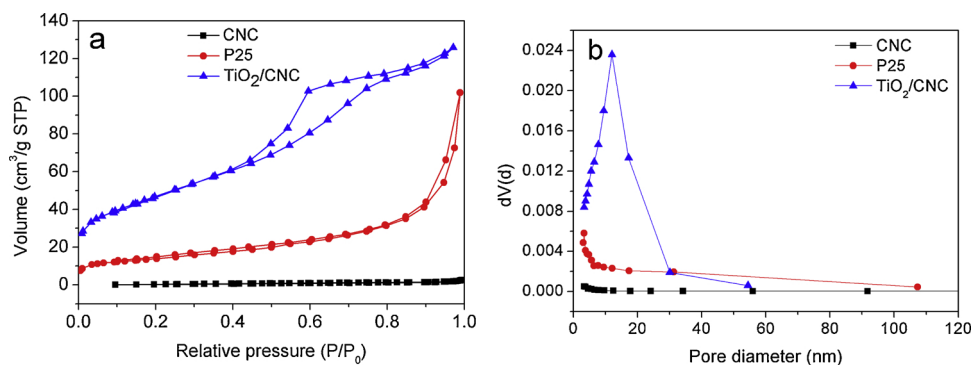 a
CNC
P25
TiO₂/CNC
Volume (cm³/g STP)
140
120
100
80
60
40
20
0
0.0 0.2 0.4 0.6 0.8 1.0
Relative pressure (P/P₀)
b
CNC
P25
TiO₂/CNC
dV(d)
0.024
0.020
0.016
0.012
0.008
0.004
0.000
0 20 40 60 80 100 120
Pore diameter (nm)